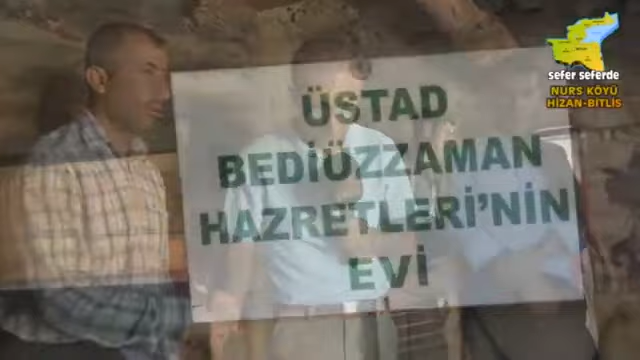 sefer seferde
NURS KÖYÜ
HİZAN-BİTLİS
ÜSTAD
BEDİÜZZAMAN
HAZRETLERİ'NİN
EVİ